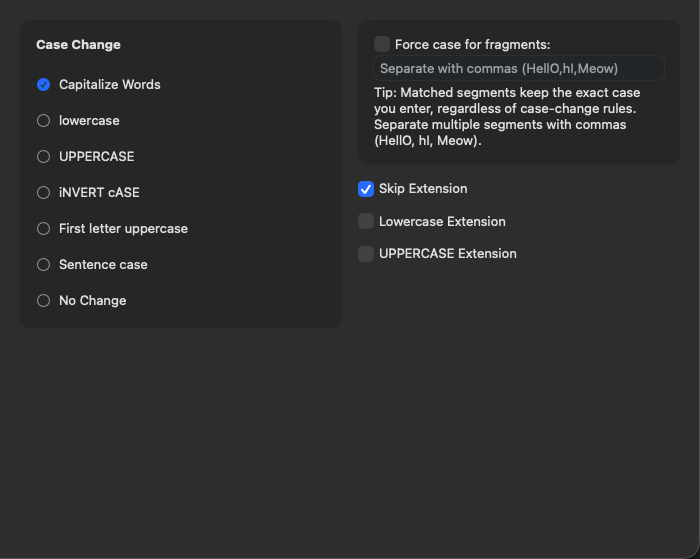 Case Change
Capitalize Words
lowercase
UPPERCASE
iNVERT cASE
First letter uppercase
Sentence case
No Change
Force case for fragments:
Separate with commas (HellO,hI,Meow)
Tip: Matched segments keep the exact case
you enter, regardless of case-change rules.
Separate multiple segments with commas
(HellO, hI, Meow).
Skip Extension
Lowercase Extension
UPPERCASE Extension